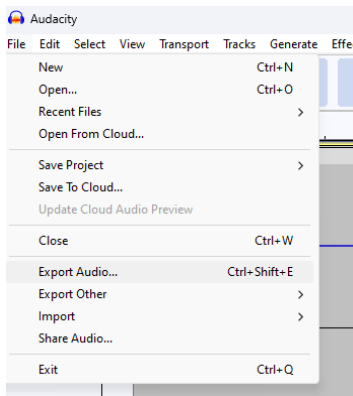 Audacity
File Edit Select View Transport Tracks Generate Effe
New Ctrl+N
Open... Ctrl+O
Recent Files >
Open From Cloud...
Save Project >
Save To Cloud...
Update Cloud Audio Preview
Close Ctrl+W
Export Audio... Ctrl+Shift+E
Export Other >
Import >
Share Audio...
Exit Ctrl+Q